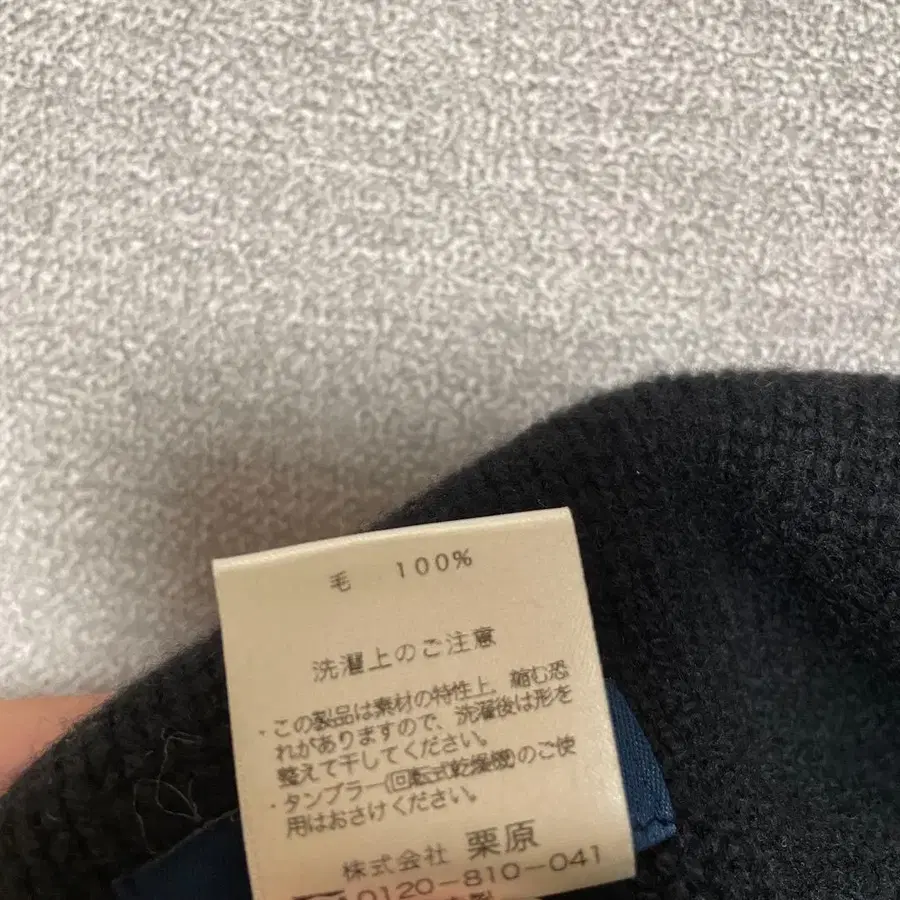 毛 100%
洗濯上のご注意
・この製品は素材の特性上、縮む恐
れがありますので、洗濯後は形を
整えて干してください。
・タンブラー(回転式乾燥機)のご使
用はおさけください。
株式会社 栗原
0120-810-041